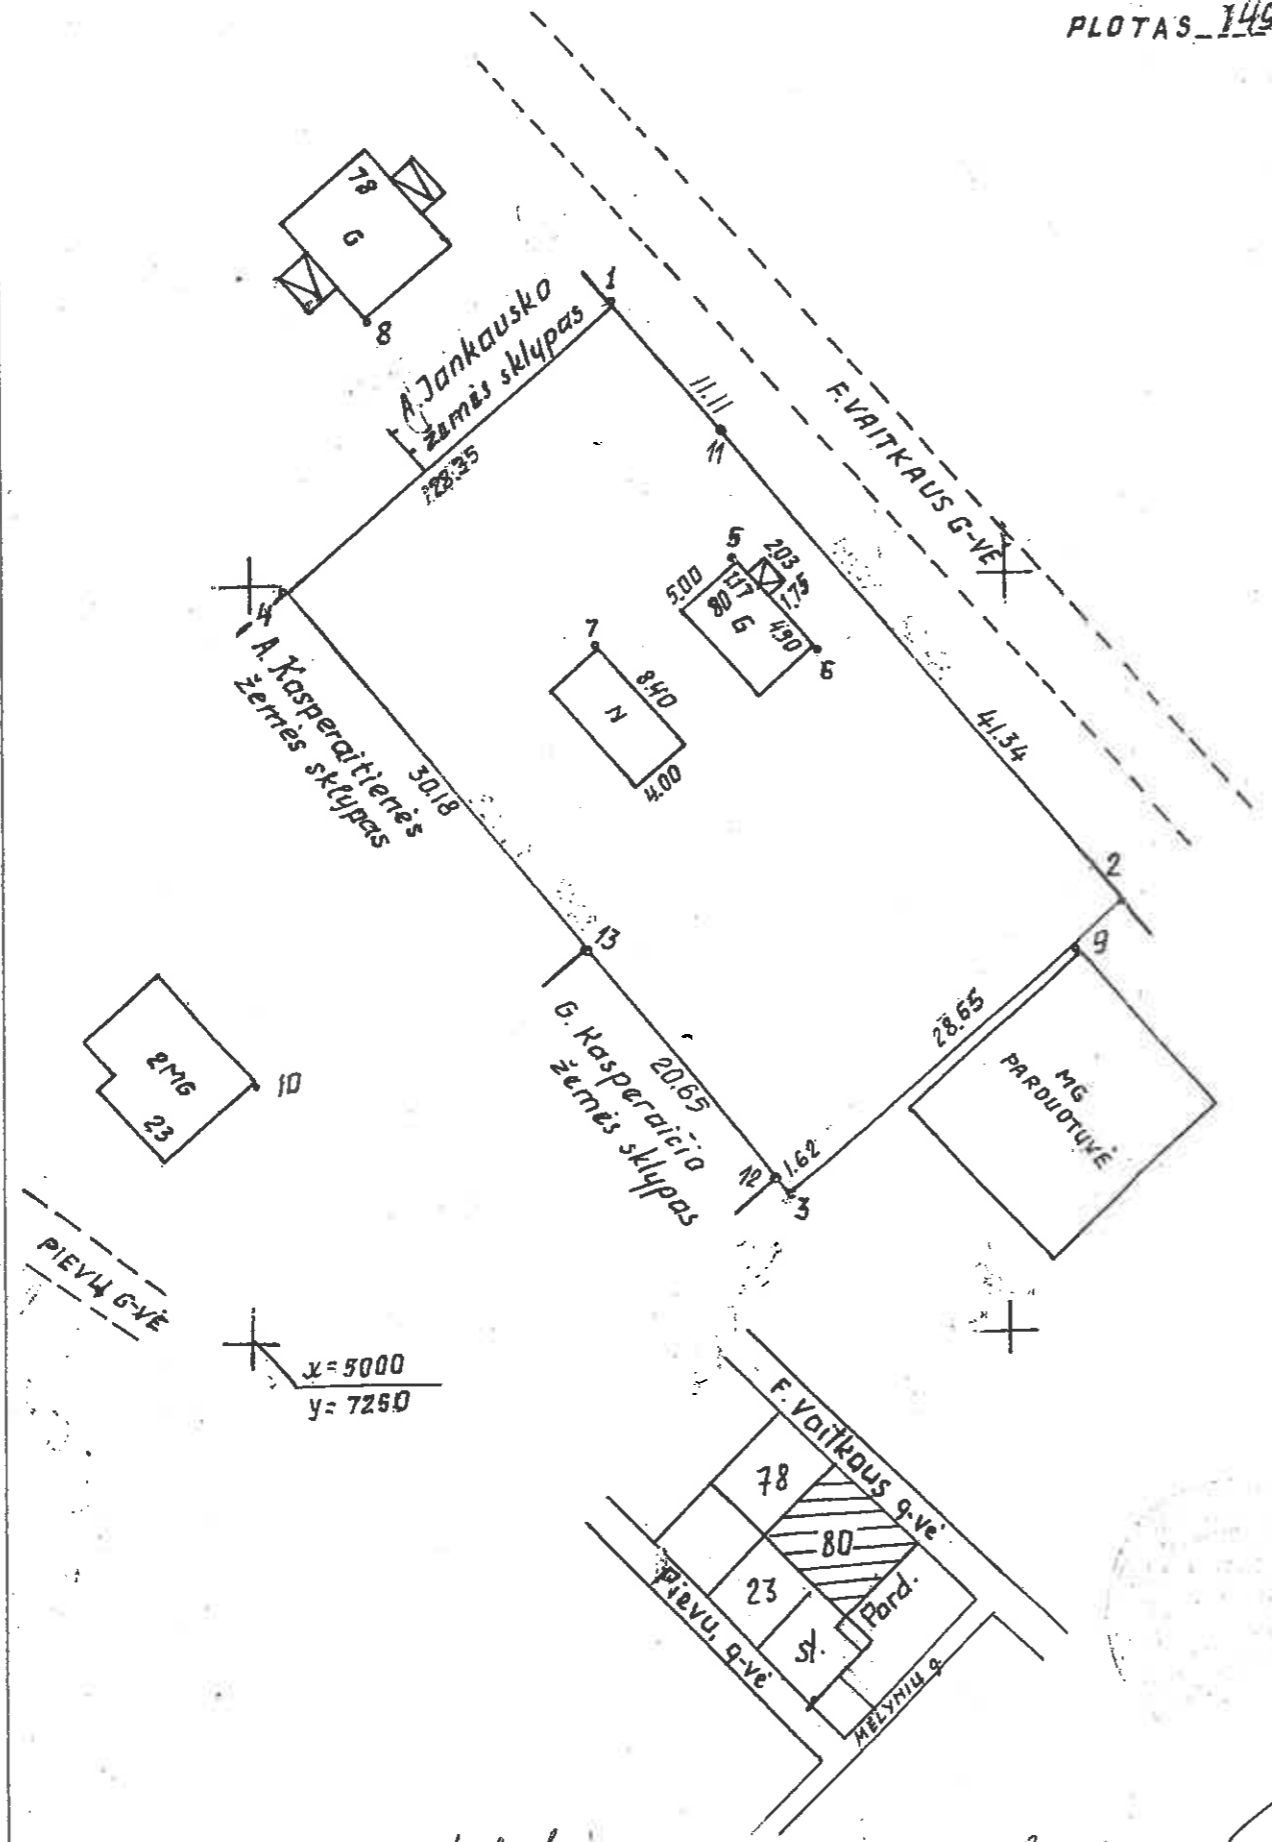 PLOTAS 149
78
G
8
1
A. Jankausko
žemės sklypas
28.35
11.11
11
F. VAITKAUS G-VĖ
4
A. Kasperaitienės
žemės sklypas
30.18
5
2.03
1.75
1.17
5.00
80 G
4.90
6
7
8.40
N
4.00
41.34
2
9
28.65
MG
PARDUOTUVĖ
13
G. Kasperaičio
žemės sklypas
20.65
12
1.62
3
2MG
23
10
PIEVŲ G-VĖ
x=5000
y=7250
F. Vaitkaus g-vė
78
80
23
sl.
Pard.
Pievų g-vė
MĖLYNIŲ g.